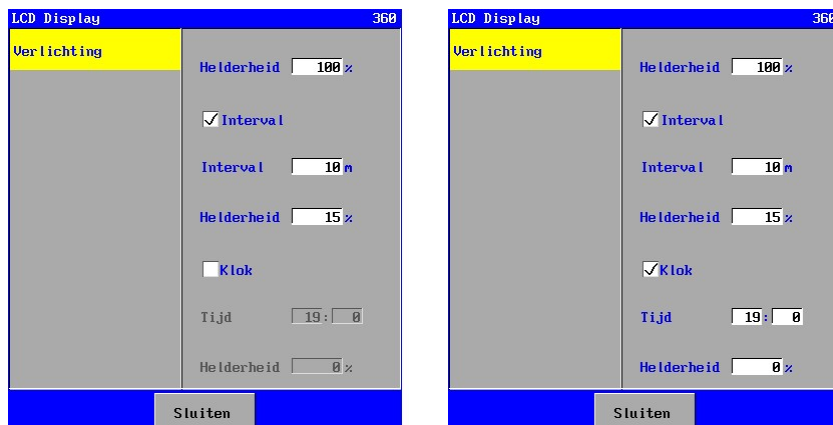 LCD Display 360
Verlichting
Helderheid 100 %
✓ Interval
Interval 10 m
Helderheid 15 %
Klok
Tijd 19 : 0
Helderheid 0 %
Sluiten
LCD Display 360
Verlichting
Helderheid 100 %
✓ Interval
Interval 10 m
Helderheid 15 %
✓ Klok
Tijd 19 : 0
Helderheid 0 %
Sluiten